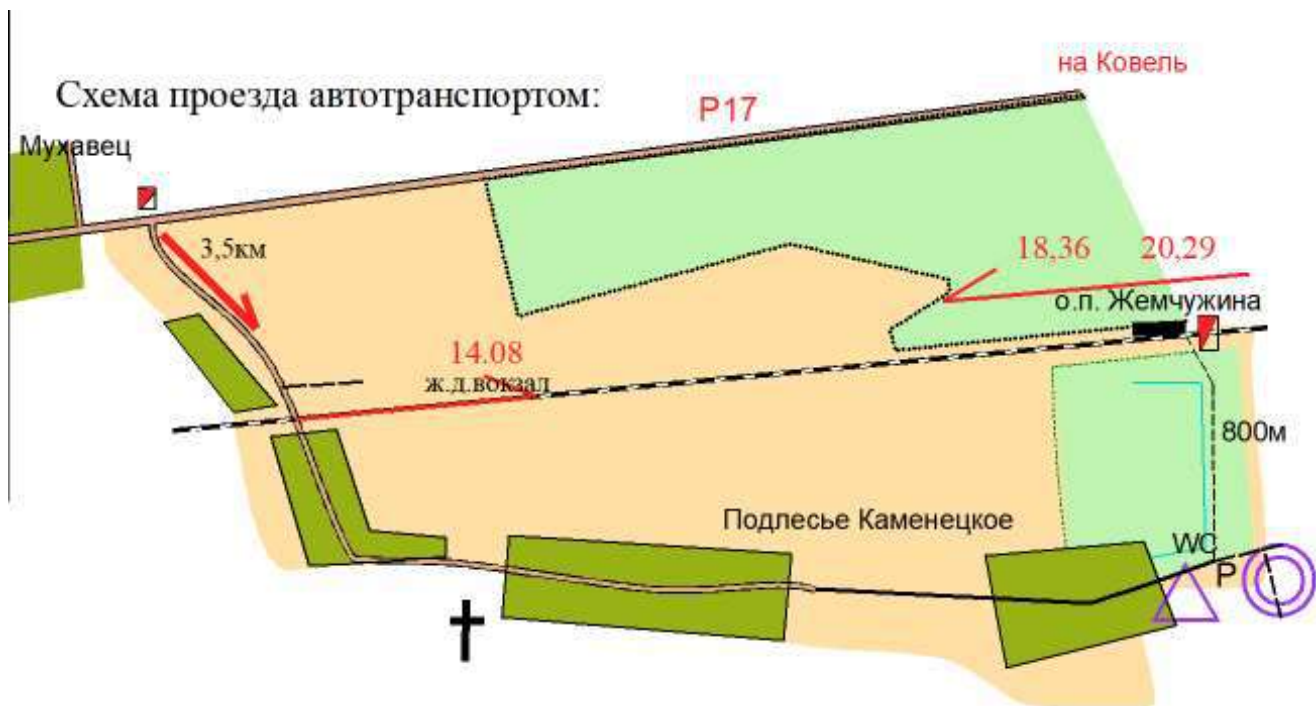 на Ковель
Схема проезда автотранспортом:
P17
Мухавец
3,5км
18,36 20,29
о.п. Жемчужина
14.08
ж.д.вокзал
800м
Подлесье Каменецкое
WC
P